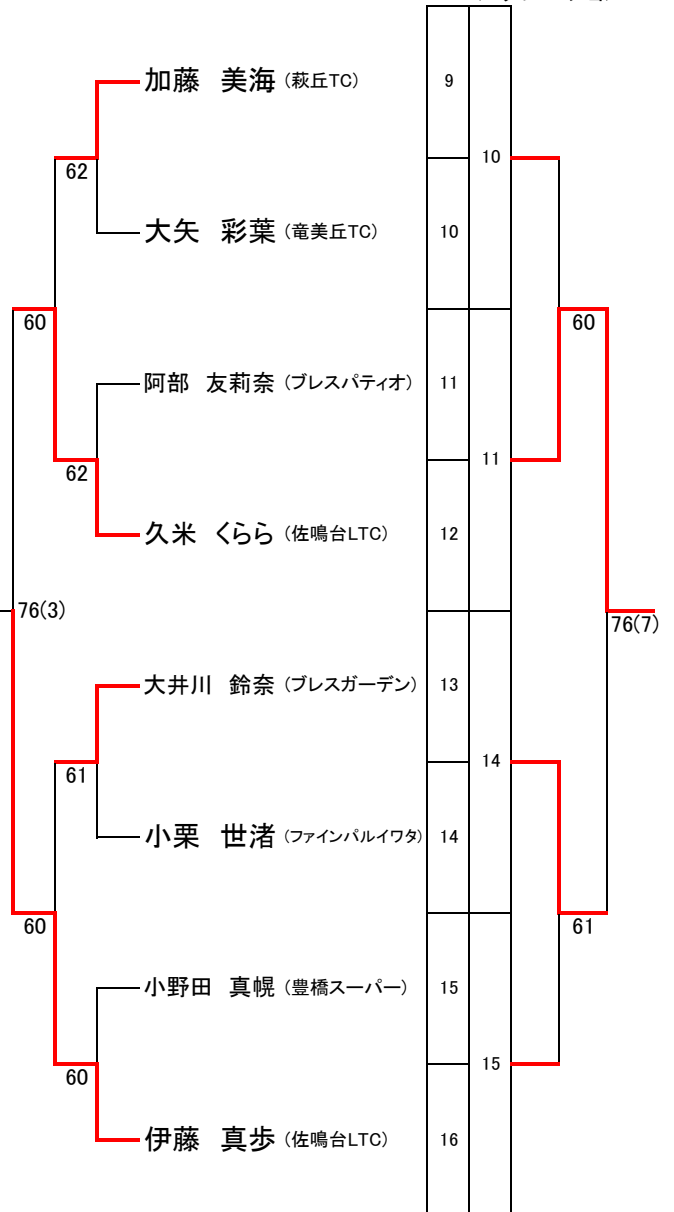 加藤 美海 (萩丘TC) 9
10
62
大矢 彩葉 (竜美丘TC) 10
60 60
阿部 友莉奈 (ブレスパティオ) 11
11
62
久米 くらら (佐鳴台LTC) 12
76(3) 76(7)
大井川 鈴奈 (ブレスガーデン) 13
14
61
小栗 世渚 (ファインパルイワタ) 14
60 61
小野田 真幌 (豊橋スーパー) 15
15
60
伊藤 真歩 (佐鳴台LTC) 16